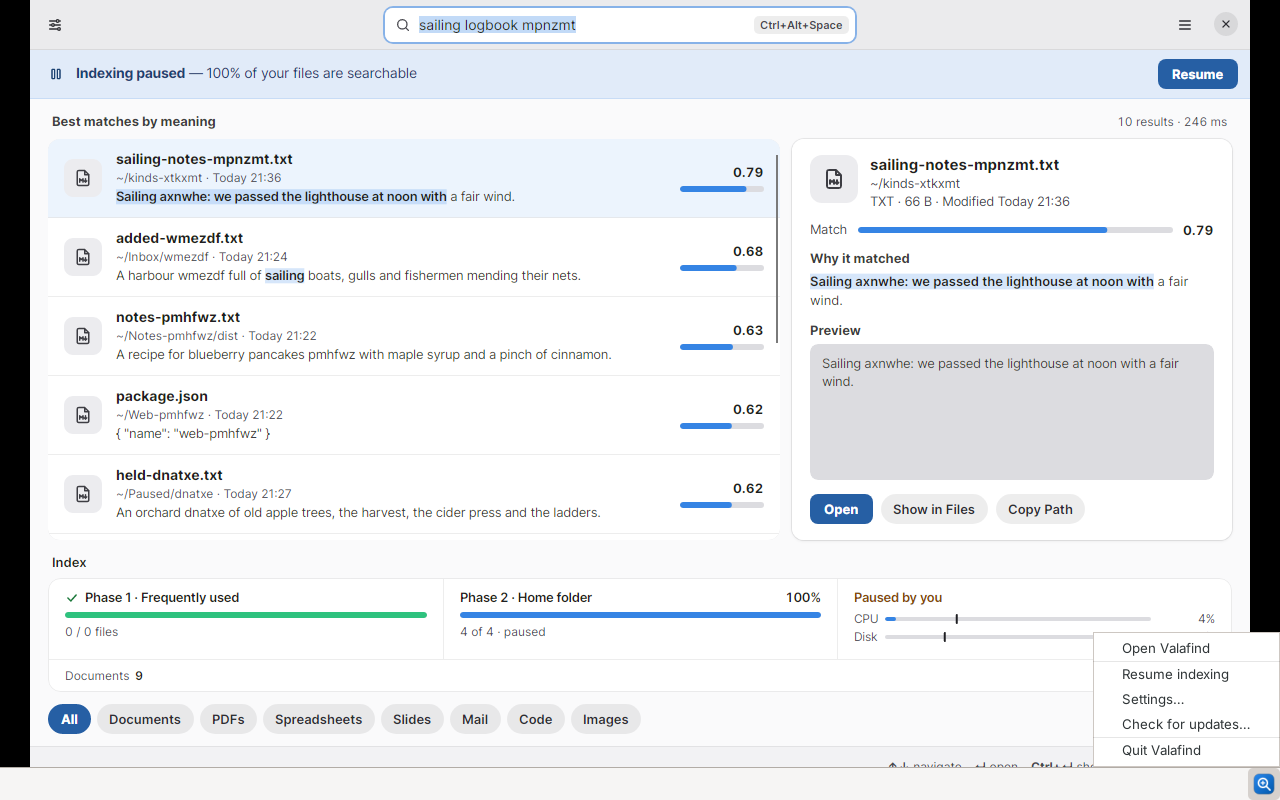 sailing logbook mpnzmt
Ctrl+Alt+Space
Indexing paused — 100% of your files are searchable
Resume
Best matches by meaning
10 results · 246 ms
sailing-notes-mpnzmt.txt
~/kinds-xtkxmt · Today 21:36
Sailing axnwhe: we passed the lighthouse at noon with a fair wind.
0.79
added-wmezdf.txt
~/Inbox/wmezdf · Today 21:24
A harbour wmezdf full of sailing boats, gulls and fishermen mending their nets.
0.68
notes-pmhfwz.txt
~/Notes-pmhfwz/dist · Today 21:22
A recipe for blueberry pancakes pmhfwz with maple syrup and a pinch of cinnamon.
0.63
package.json
~/Web-pmhfwz · Today 21:22
{ "name": "web-pmhfwz" }
0.62
held-dnatxe.txt
~/Paused/dnatxe · Today 21:27
An orchard dnatxe of old apple trees, the harvest, the cider press and the ladders.
0.62
sailing-notes-mpnzmt.txt
~/kinds-xtkxmt
TXT · 66 B · Modified Today 21:36
Match
0.79
Why it matched
Sailing axnwhe: we passed the lighthouse at noon with a fair
wind.
Preview
Sailing axnwhe: we passed the lighthouse at noon with a fair
wind.
Open
Show in Files
Copy Path
Index
Phase 1 · Frequently used
0 / 0 files
Phase 2 · Home folder
100%
4 of 4 · paused
Paused by you
CPU
4%
Disk
Documents 9
All
Documents
PDFs
Spreadsheets
Slides
Mail
Code
Images
Open Valafind
Resume indexing
Settings...
Check for updates...
Quit Valafind
navigate
open